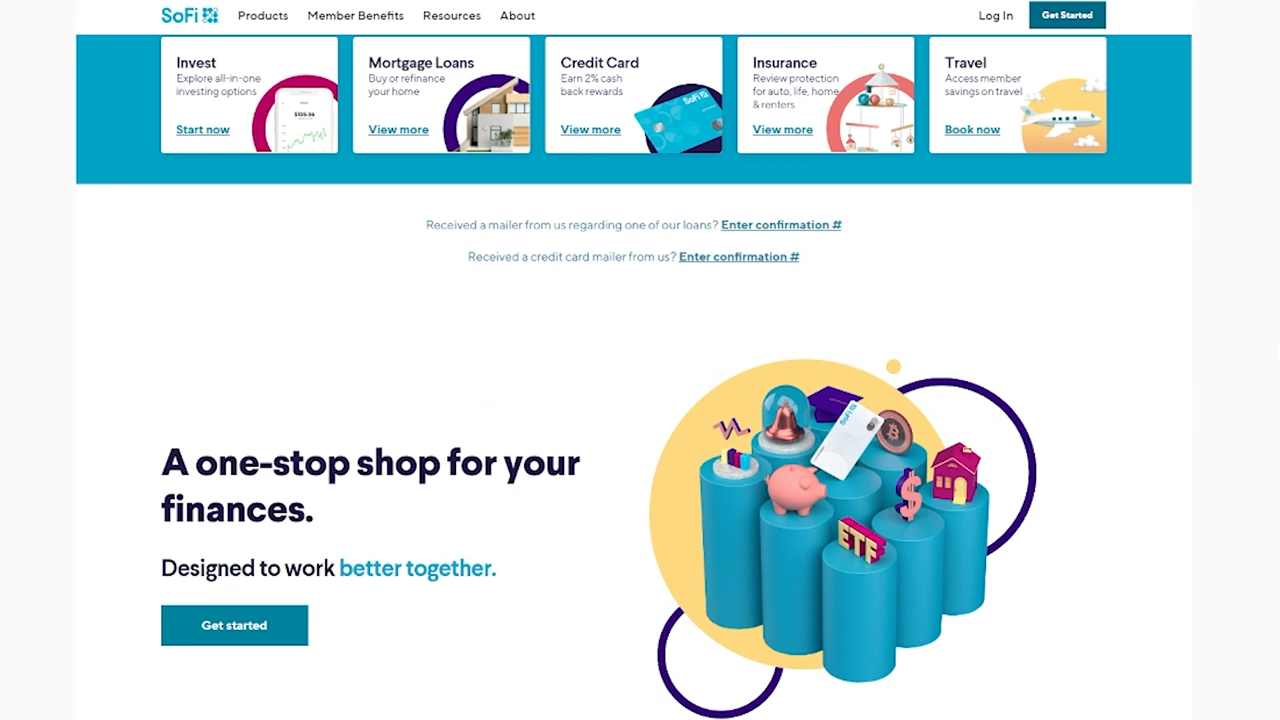 SoFi Products Member Benefits Resources About Log In Get Started
Invest
Explore all-in-one
investing options
Start now
Mortgage Loans
Buy or refinance
your home
View more
Credit Card
Earn 2% cash
back rewards
View more
SoFi
Insurance
Review protection
for auto, life, home
& renters
View more
Travel
Access member
savings on travel
Book now
Received a mailer from us regarding one of our loans? Enter confirmation #
Received a credit card mailer from us? Enter confirmation #
A one-stop shop for your
finances.
Designed to work better together.
Get started
SoFi
ETF